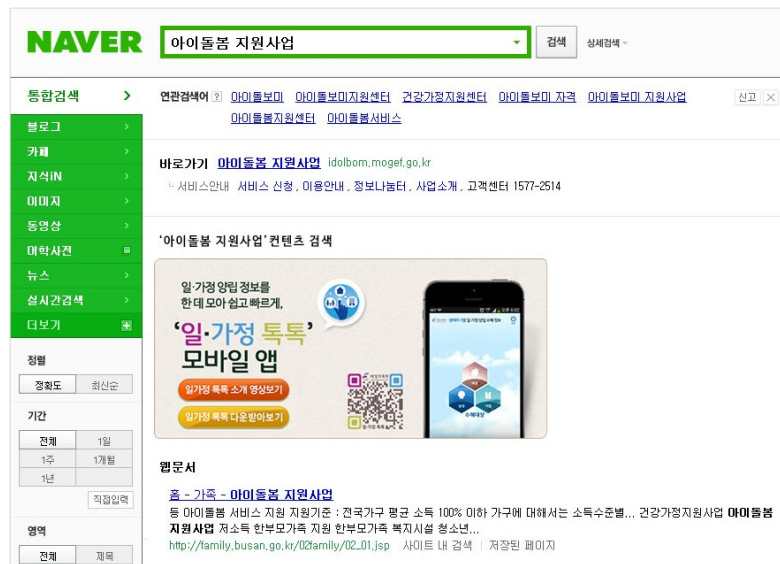 NAVER
아이돌봄 지원사업
검색
상세검색
통합검색
연관검색어 ? 아이돌보미 아이돌보미지원센터 건강가정지원센터 아이돌보미 자격 아이돌보미 지원사업
신고
아이돌봄지원센터 아이돌봄서비스
블로그
카페
지식iN
이미지
동영상
어학사전
뉴스
실시간검색
더보기
바로가기 아이돌봄 지원사업 idolbom.mogef.go.kr
서비스안내 서비스 신청, 이용안내, 정보나눔터, 사업소개, 고객센터 1577-2514
'아이돌봄 지원사업'컨텐츠 검색
일·가정 양립 정보를
한 데 모아 쉽고 빠르게,
'일·가정 톡톡'
모바일 앱
일가정 톡톡 소개 영상보기
일가정 톡톡 다운받아보기
수혜대상
정렬
정확도 최신순
기간
전체 1일
1주 1개월
1년
직접입력
영역
전체 제목
웹문서
홈 - 가족 - 아이돌봄 지원사업
등 아이돌봄 서비스 지원 지원기준 : 전국가구 평균 소득 100% 이하 가구에 대해서는 소득수준별... 건강가정지원사업 아이돌봄
지원사업 저소득 한부모가족 지원 한부모가족 복지시설 청소년...
http://family.busan.go.kr/02family/02_01.jsp 사이트 내 검색 | 저장된 페이지